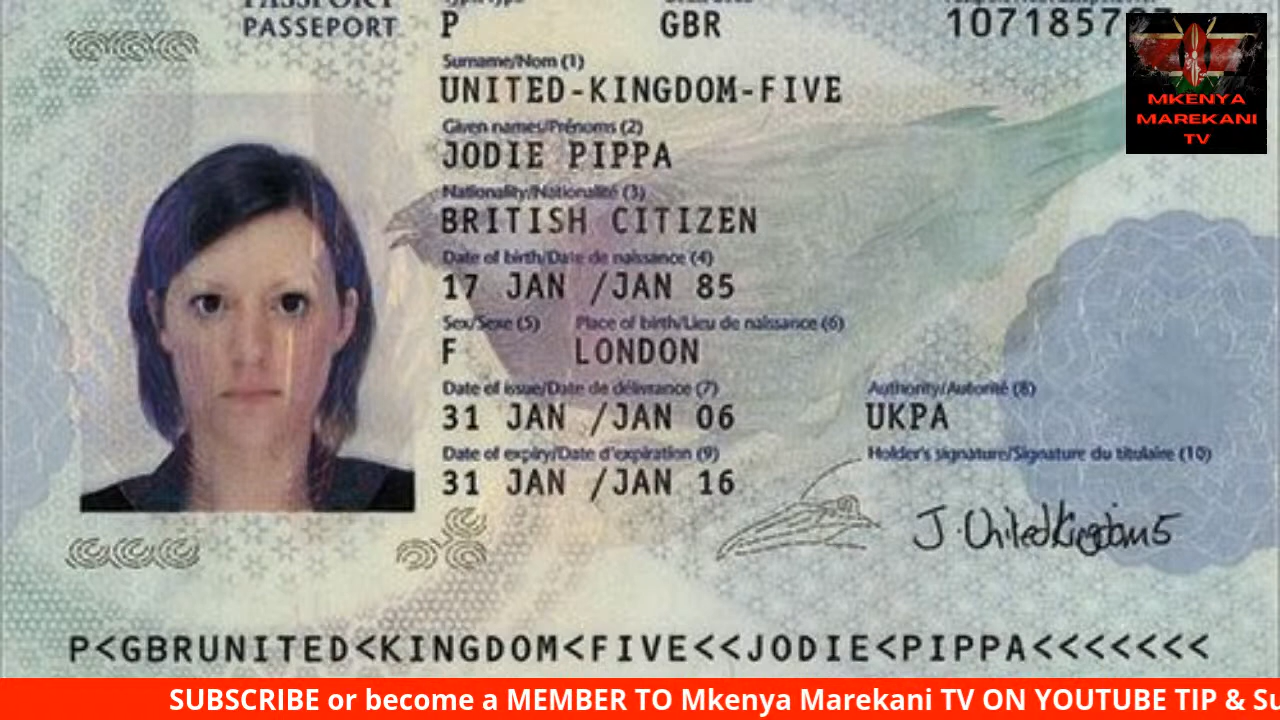 PASSEPORT
P
GBR
Surname/Nom (1)
UNITED-KINGDOM-FIVE
Given names/Prénoms (2)
JODIE PIPPA
Nationality/Nationalité (3)
BRITISH CITIZEN
Date of birth/Date de naissance (4)
17 JAN /JAN 85
Sex/Sexe (5) Place of birth/Lieu de naissance (6)
F LONDON
Date of issue/Date de délivrance (7) Authority/Autorité (8)
31 JAN /JAN 06 UKPA
Date of expiry/Date d'expiration (9) Holder's signature/Signature du titulaire (10)
31 JAN /JAN 16
J. UnitedKingdom5
P<GBRUNITED<KINGDOM<FIVE<<JODIE<PIPPA<<<<<<<
MKENYA
MAREKANI
TV
SUBSCRIBE or become a MEMBER TO Mkenya Marekani TV ON YOUTUBE TIP & Su